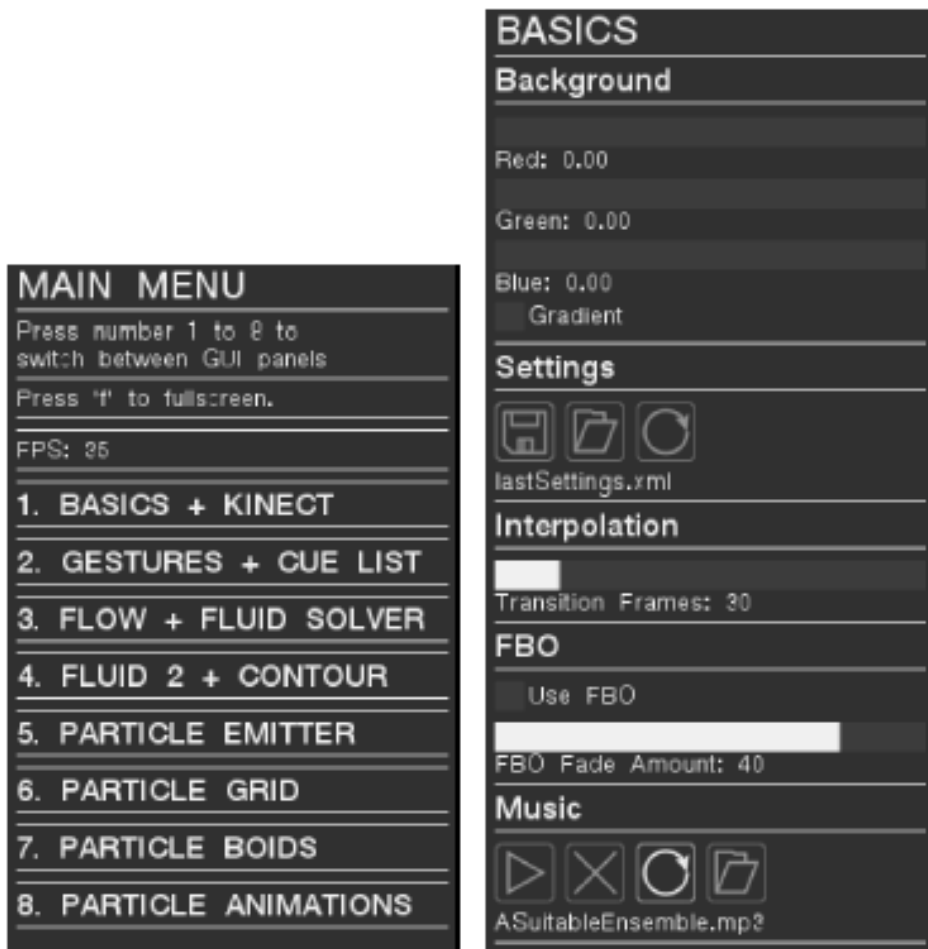 MAIN MENU
Press number 1 to 8 to
switch between GUI panels
Press 'f' to fullscreen.
FPS: 35
1. BASICS + KINECT
2. GESTURES + CUE LIST
3. FLOW + FLUID SOLVER
4. FLUID 2 + CONTOUR
5. PARTICLE EMITTER
6. PARTICLE GRID
7. PARTICLE BOIDS
8. PARTICLE ANIMATIONS
BASICS
Background
Red: 0.00
Green: 0.00
Blue: 0.00
Gradient
Settings
lastSettings.xml
Interpolation
Transition Frames: 30
FBO
Use FBO
FBO Fade Amount: 40
Music
ASuitableEnsemble.mp3